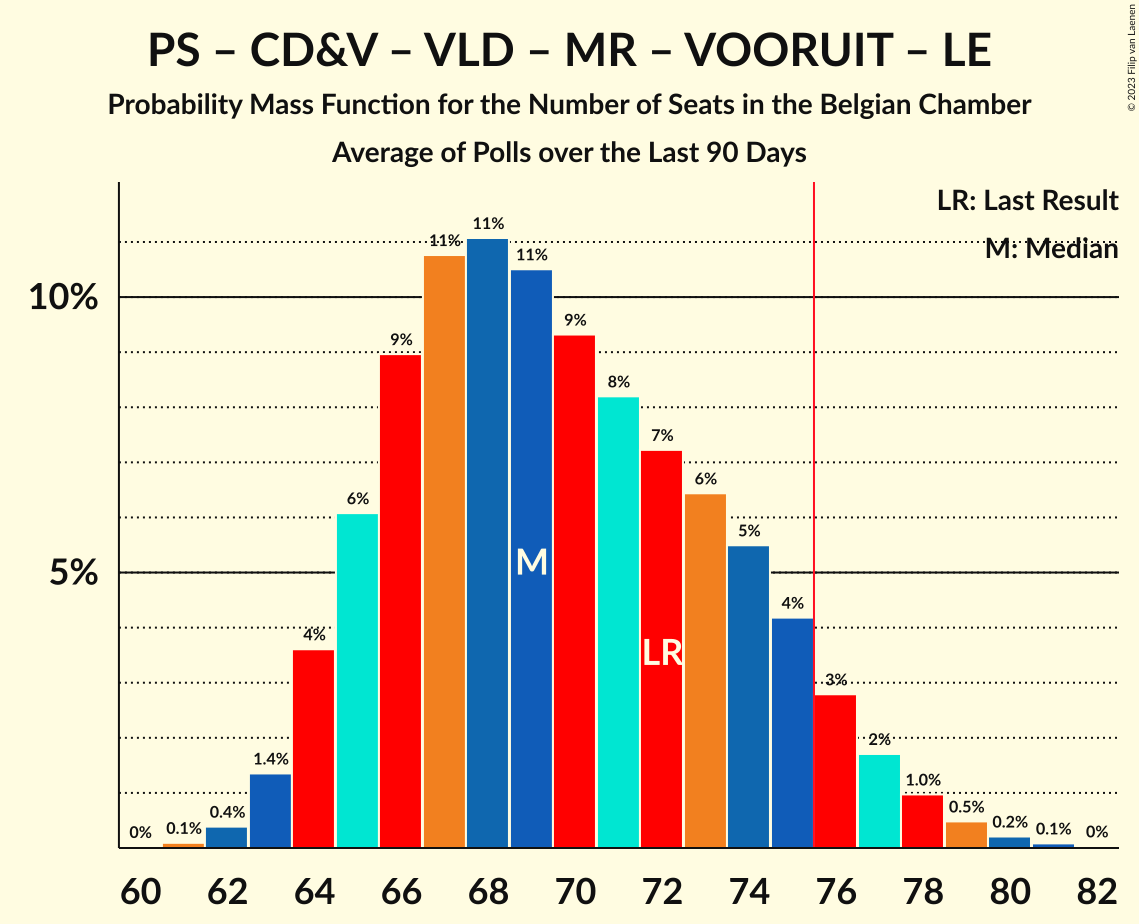 PS – CD&V – VLD – MR – VOORUIT – LE
Probability Mass Function for the Number of Seats in the Belgian Chamber
Average of Polls over the Last 90 Days
© 2023 Filip van Laenen
LR: Last Result
M: Median
10%
5%
0%
0.1%
0.4%
1.4%
4%
6%
9%
11%
11%
11%
9%
8%
7%
6%
5%
4%
3%
2%
1.0%
0.5%
0.2%
0.1%
0%
M
LR
60 62 64 66 68 70 72 74 76 78 80 82